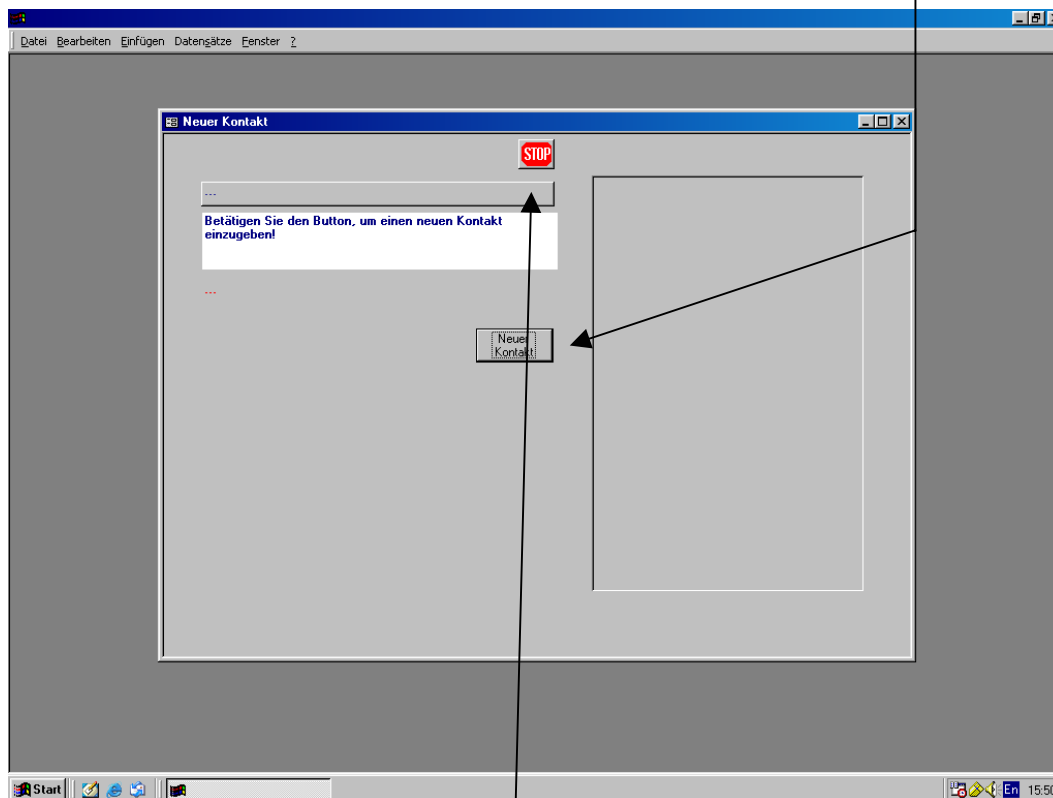 Datei Bearbeiten Einfügen Datensätze Fenster ?
Neuer Kontakt
STOP
---
Betätigen Sie den Button, um einen neuen Kontakt
einzugeben!
---
Neuer
Kontakt
Start
En 15:50